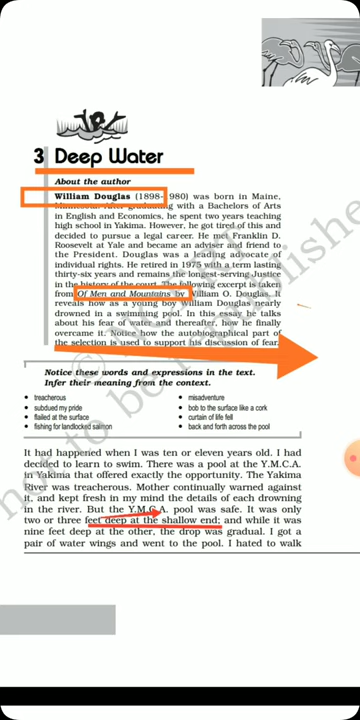 3 Deep Water
About the author
William Douglas (1898-1980) was born in Maine,
Minnesota. After graduating with a Bachelors of Arts
in English and Economics, he spent two years teaching
high school in Yakima. However, he got tired of this and
decided to pursue a legal career. He met Franklin D.
Roosevelt at Yale and became an adviser and friend to
the President. Douglas was a leading advocate of
individual rights. He retired in 1975 with a term lasting
thirty-six years and remains the longest-serving Justice
in the history of the court. The following excerpt is taken
from Of Men and Mountains by William O. Douglas. It
reveals how as a young boy William Douglas nearly
drowned in a swimming pool. In this essay he talks
about his fear of water and thereafter, how he finally
overcame it. Notice how the autobiographical part of
the selection is used to support his discussion of fear.
Notice these words and expressions in the text.
Infer their meaning from the context.
• treacherous
• subdued my pride
• flailed at the surface
• fishing for landlocked salmon
• misadventure
• bob to the surface like a cork
• curtain of life fell
• back and forth across the pool
It had happened when I was ten or eleven years old. I had
decided to learn to swim. There was a pool at the Y.M.C.A.
in Yakima that offered exactly the opportunity. The Yakima
River was treacherous. Mother continually warned against
it, and kept fresh in my mind the details of each drowning
in the river. But the Y.M.C.A. pool was safe. It was only
two or three feet deep at the shallow end; and while it was
nine feet deep at the other, the drop was gradual. I got a
pair of water wings and went to the pool. I hated to walk